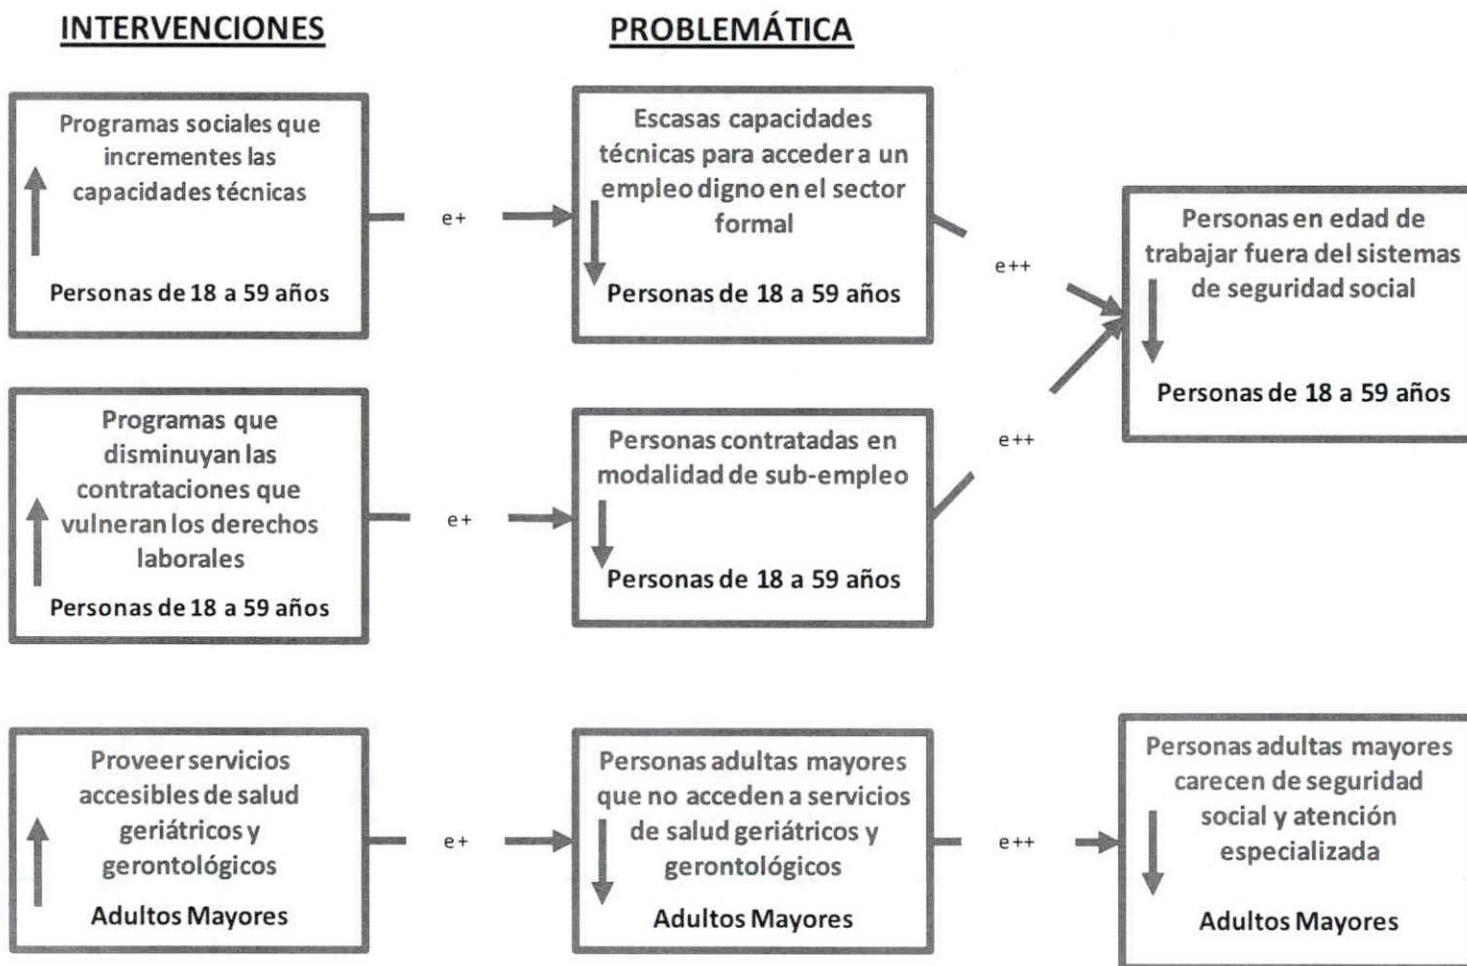 INTERVENCIONES
PROBLEMÁTICA
Programas sociales que
incrementes las
capacidades técnicas
Personas de 18 a 59 años
e+
Escasas capacidades
técnicas para acceder a un
empleo digno en el sector
formal
Personas de 18 a 59 años
e++
Personas en edad de
trabajar fuera del sistemas
de seguridad social
Personas de 18 a 59 años
Programas que
disminuyan las
contrataciones que
vulneran los derechos
laborales
Personas de 18 a 59 años
e+
Personas contratadas en
modalidad de sub-empleo
Personas de 18 a 59 años
e++
Proveer servicios
accesibles de salud
geriátricos y
gerontológicos
Adultos Mayores
e+
Personas adultas mayores
que no acceden a servicios
de salud geriátricos y
gerontológicos
Adultos Mayores
e++
Personas adultas mayores
carecen de seguridad
social y atención
especializada
Adultos Mayores